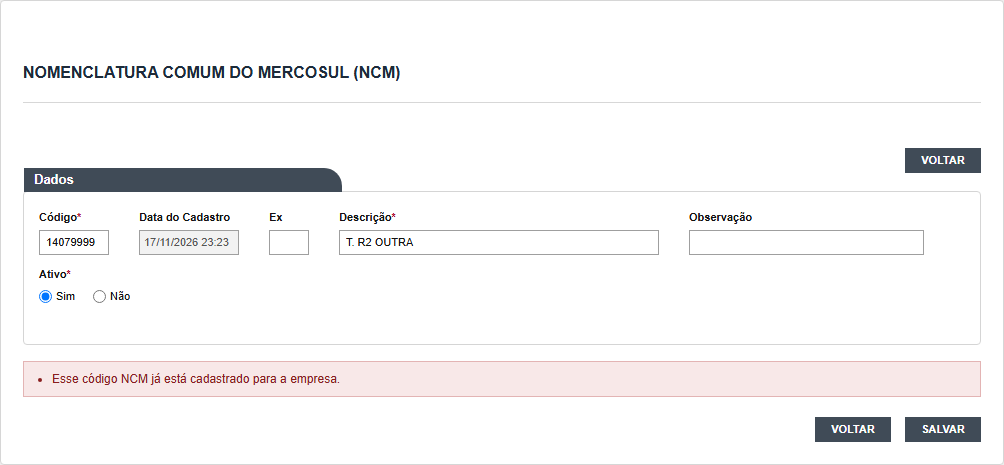 NOMENCLATURA COMUM DO MERCOSUL (NCM)
VOLTAR
Dados
Código* Data do Cadastro Ex Descrição* Observação
14079999 17/11/2026 23:23 T. R2 OUTRA
Ativo*
Sim Não
Esse código NCM já está cadastrado para a empresa.
VOLTAR SALVAR